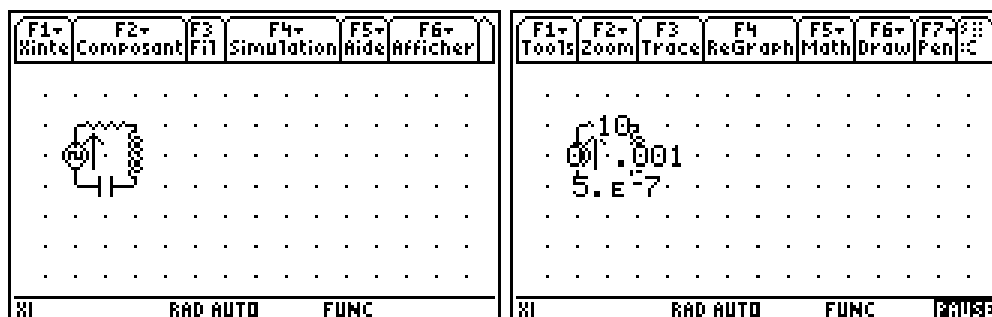 F1 F2 F3 F4 F5 F6
Xinte Composant Fil Simulation Aide Afficher
XI RAD AUTO FUNC
F1 F2 F3 F4 F5 F6 F7
Tools Zoom Trace ReGraph Math Draw Pen :C
10
0 .001
5.E-7
XI RAD AUTO FUNC PAUSE